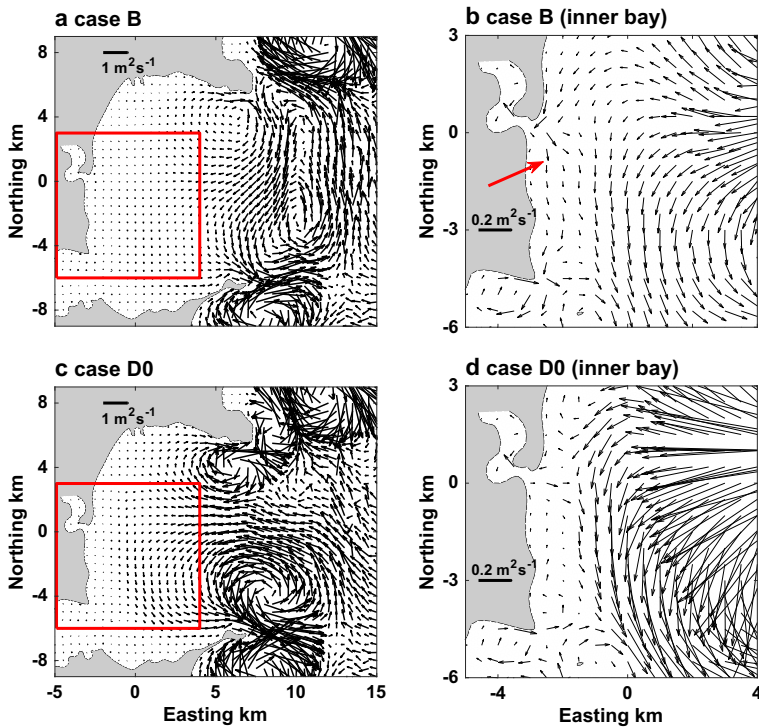 a case B
8
4
0
-4
-8
Northing km
1 m²s⁻¹
b case B (inner bay)
3
0
-3
-6
Northing km
0.2 m²s⁻¹
c case D0
8
4
0
-4
-8
Northing km
1 m²s⁻¹
-5 0 5 10 15
Easting km
d case D0 (inner bay)
3
0
-3
-6
Northing km
0.2 m²s⁻¹
-4 0 4
Easting km